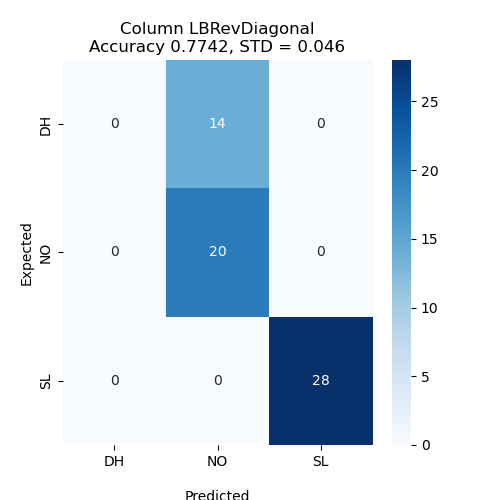 Column LBRevDiagonal
Accuracy 0.7742, STD = 0.046
Expected
DH
0 14 0
NO
0 20 0
SL
0 0 28
DH NO SL
Predicted
25
20
15
10
5
0